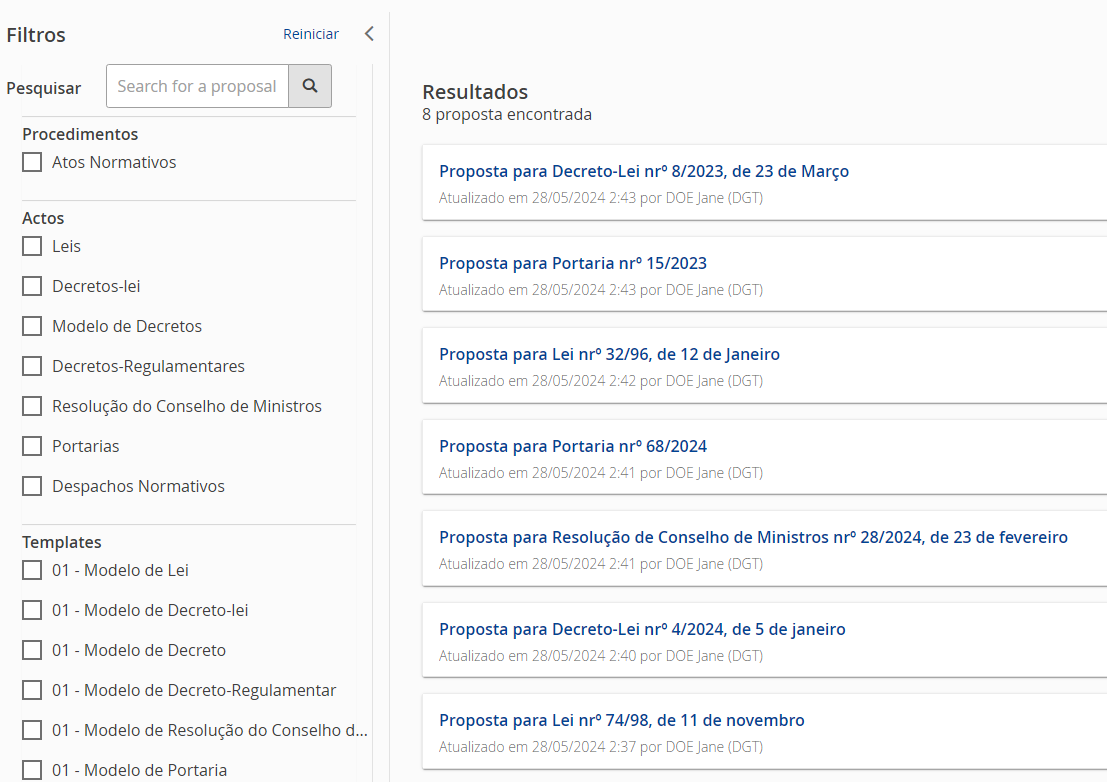 Filtros
Reiniciar
Pesquisar
Search for a proposal
Procedimentos
Atos Normativos
Actos
Leis
Decretos-lei
Modelo de Decretos
Decretos-Regulamentares
Resolução do Conselho de Ministros
Portarias
Despachos Normativos
Templates
01 - Modelo de Lei
01 - Modelo de Decreto-lei
01 - Modelo de Decreto
01 - Modelo de Decreto-Regulamentar
01 - Modelo de Resolução do Conselho d...
01 - Modelo de Portaria
Resultados
8 proposta encontrada
Proposta para Decreto-Lei nrº 8/2023, de 23 de Março
Atualizado em 28/05/2024 2:43 por DOE Jane (DGT)
Proposta para Portaria nrº 15/2023
Atualizado em 28/05/2024 2:43 por DOE Jane (DGT)
Proposta para Lei nrº 32/96, de 12 de Janeiro
Atualizado em 28/05/2024 2:42 por DOE Jane (DGT)
Proposta para Portaria nrº 68/2024
Atualizado em 28/05/2024 2:41 por DOE Jane (DGT)
Proposta para Resolução de Conselho de Ministros nrº 28/2024, de 23 de fevereiro
Atualizado em 28/05/2024 2:41 por DOE Jane (DGT)
Proposta para Decreto-Lei nrº 4/2024, de 5 de janeiro
Atualizado em 28/05/2024 2:40 por DOE Jane (DGT)
Proposta para Lei nrº 74/98, de 11 de novembro
Atualizado em 28/05/2024 2:37 por DOE Jane (DGT)